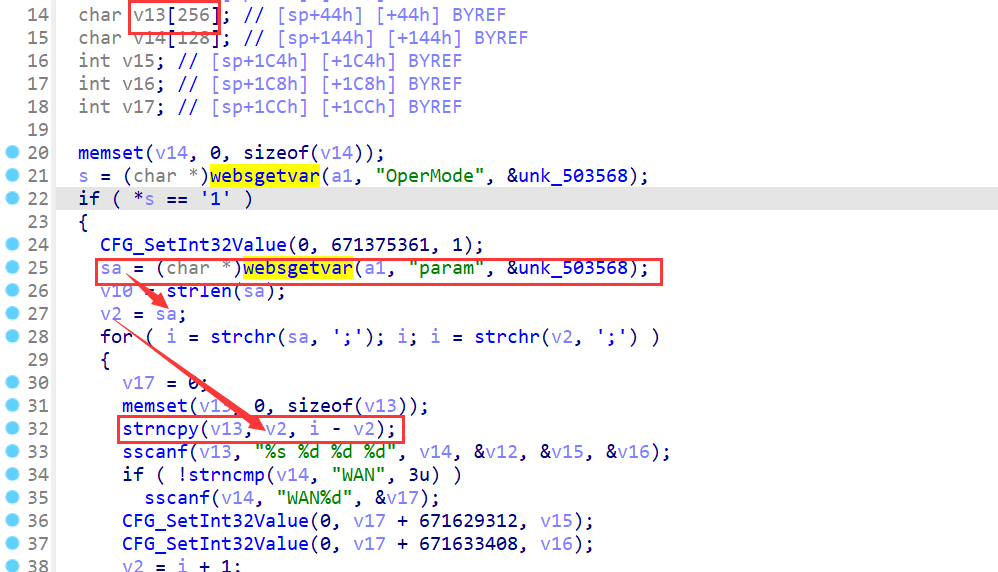 14 char v13[256]; // [sp+44h] [+44h] BYREF
15 char v14[128]; // [sp+144h] [+144h] BYREF
16 int v15; // [sp+1C4h] [+1C4h] BYREF
17 int v16; // [sp+1C8h] [+1C8h] BYREF
18 int v17; // [sp+1CCh] [+1CCh] BYREF
19
20 memset(v14, 0, sizeof(v14));
21 s = (char *)websgetvar(a1, "OperMode", &unk_503568);
22 if ( *s == '1' )
23 {
24 CFG_SetInt32Value(0, 671375361, 1);
25 sa = (char *)websgetvar(a1, "param", &unk_503568);
26 v10 = strlen(sa);
27 v2 = sa;
28 for ( i = strchr(sa, ';'); i; i = strchr(v2, ';') )
29 {
30 v17 = 0;
31 memset(v13, 0, sizeof(v13));
32 strncpy(v13, v2, i - v2);
33 sscanf(v13, "%s %d %d %d", v14, &v12, &v15, &v16);
34 if ( !strncmp(v14, "WAN", 3u) )
35 sscanf(v14, "WAN%d", &v17);
36 CFG_SetInt32Value(0, v17 + 671629312, v15);
37 CFG_SetInt32Value(0, v17 + 671633408, v16);
38 v2 = i + 1;